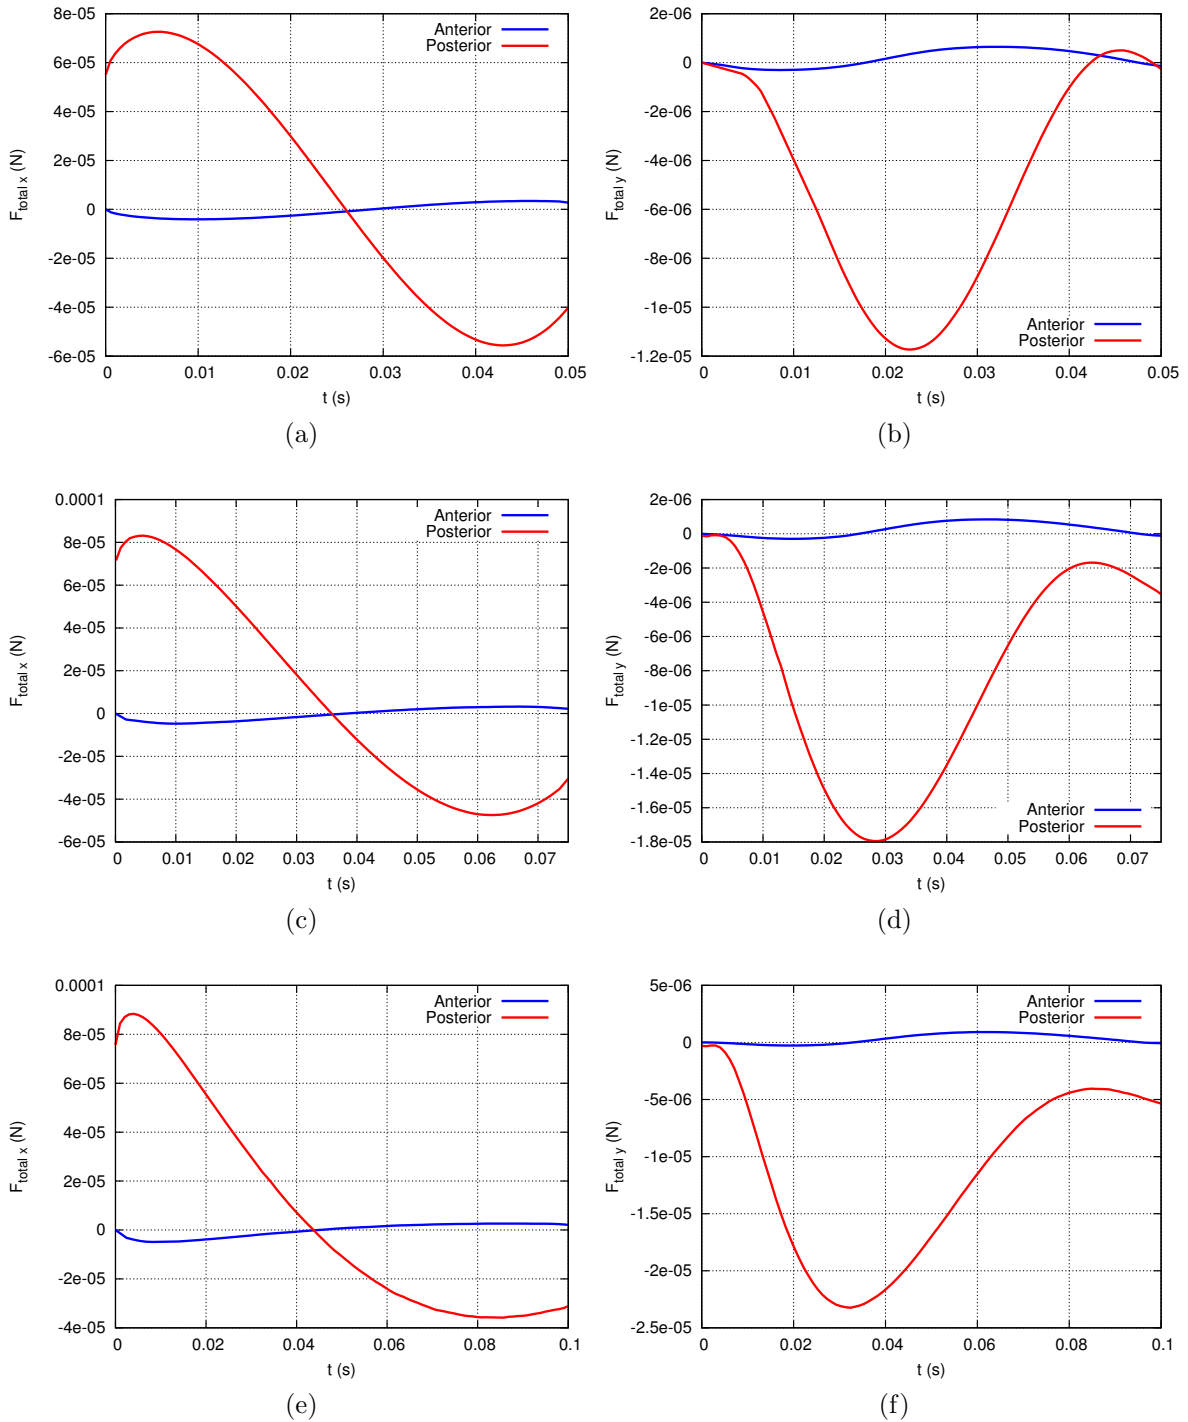 8e-05
6e-05
4e-05
2e-05
0
-2e-05
-4e-05
-6e-05
F total x (N)
0 0.01 0.02 0.03 0.04 0.05
t (s)
Anterior
Posterior
(a)
2e-06
0
-2e-06
-4e-06
-6e-06
-8e-06
-1e-05
-1.2e-05
F total y (N)
0 0.01 0.02 0.03 0.04 0.05
t (s)
Anterior
Posterior
(b)
0.0001
8e-05
6e-05
4e-05
2e-05
0
-2e-05
-4e-05
-6e-05
F total x (N)
0 0.01 0.02 0.03 0.04 0.05 0.06 0.07
t (s)
Anterior
Posterior
(c)
2e-06
0
-2e-06
-4e-06
-6e-06
-8e-06
-1e-05
-1.2e-05
-1.4e-05
-1.6e-05
-1.8e-05
F total y (N)
0 0.01 0.02 0.03 0.04 0.05 0.06 0.07
t (s)
Anterior
Posterior
(d)
0.0001
8e-05
6e-05
4e-05
2e-05
0
-2e-05
-4e-05
F total x (N)
0 0.02 0.04 0.06 0.08 0.1
t (s)
Anterior
Posterior
(e)
5e-06
0
-5e-06
-1e-05
-1.5e-05
-2e-05
-2.5e-05
F total y (N)
0 0.02 0.04 0.06 0.08 0.1
t (s)
Anterior
Posterior
(f)